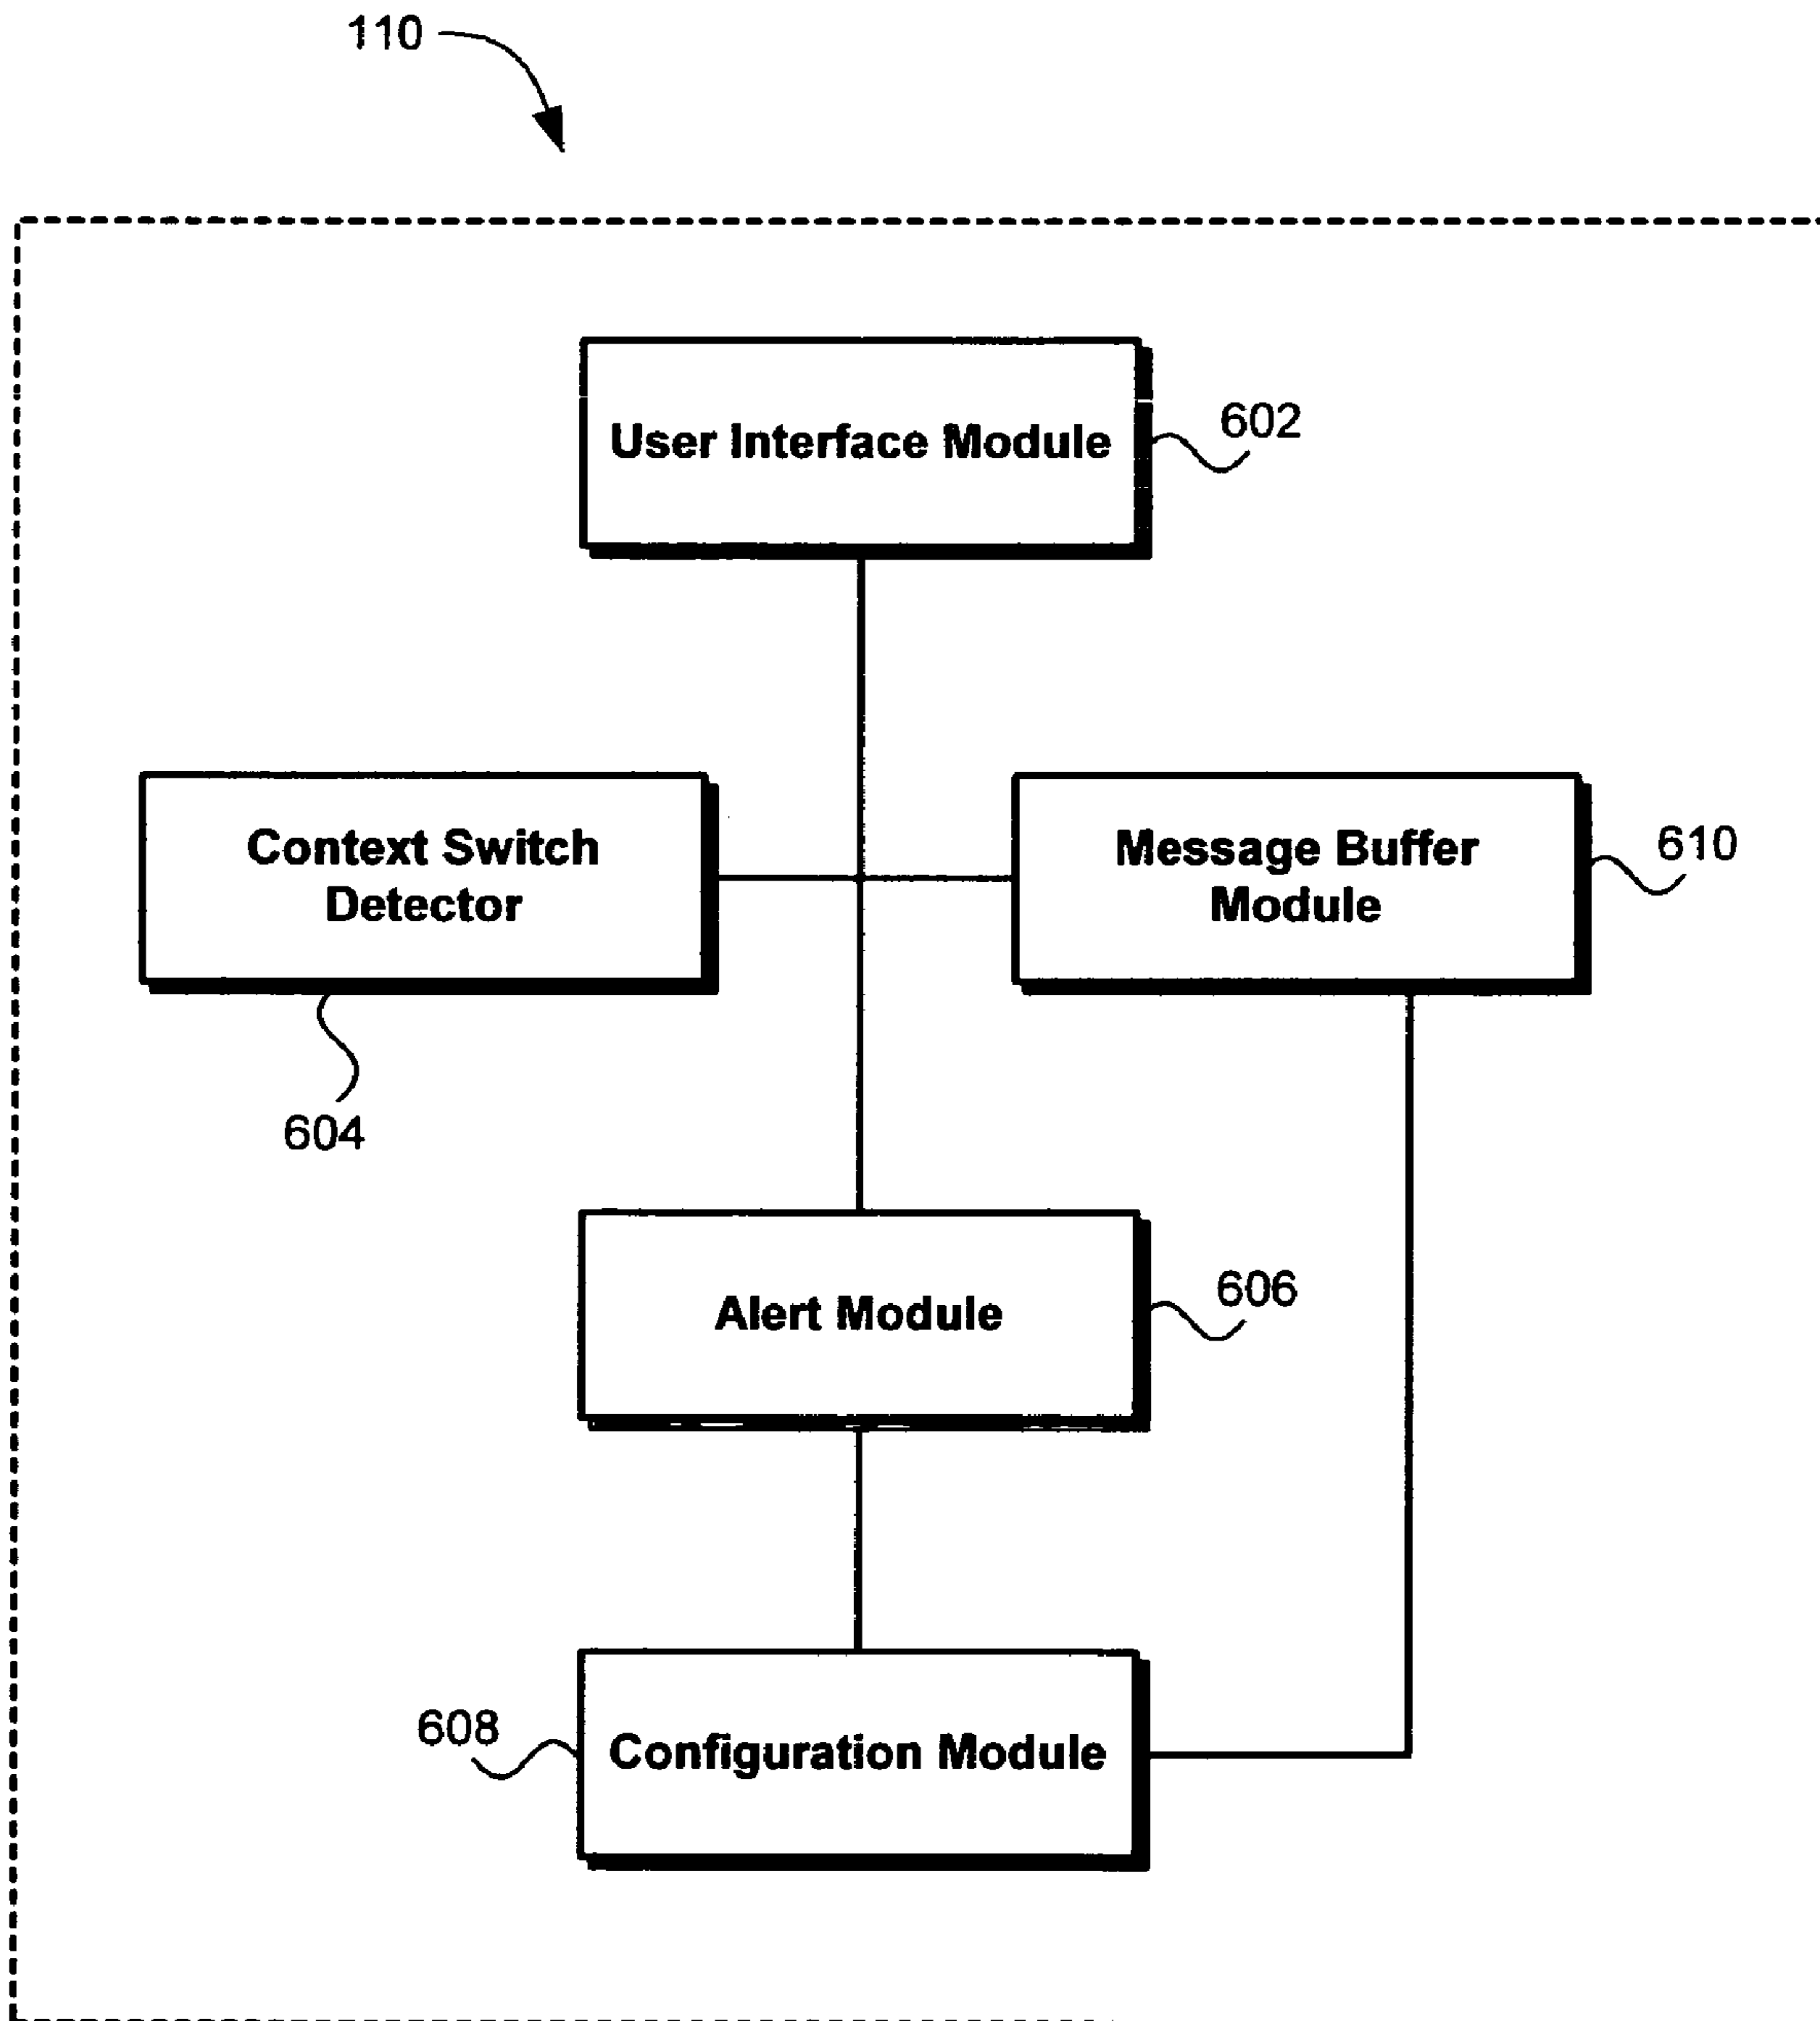 110
User Interface Module
602
Context Switch
Detector
604
Message Buffer
Module
610
Alert Module
606
608
Configuration Module